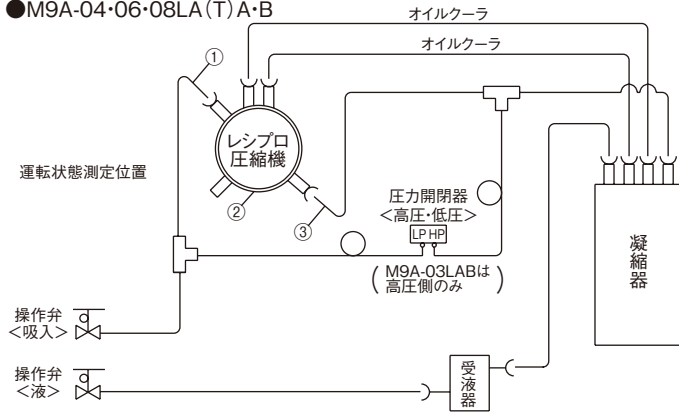 ●M9A-04・06・08LA(T)A・B
オイルクーラ
オイルクーラ
①
レシプロ
圧縮機
運転状態測定位置
②
③
圧力開閉器
<高圧・低圧>
LP HP
(M9A-03LABは
高圧側のみ)
凝縮器
操作弁
<吸入>
操作弁
<液>
受液器